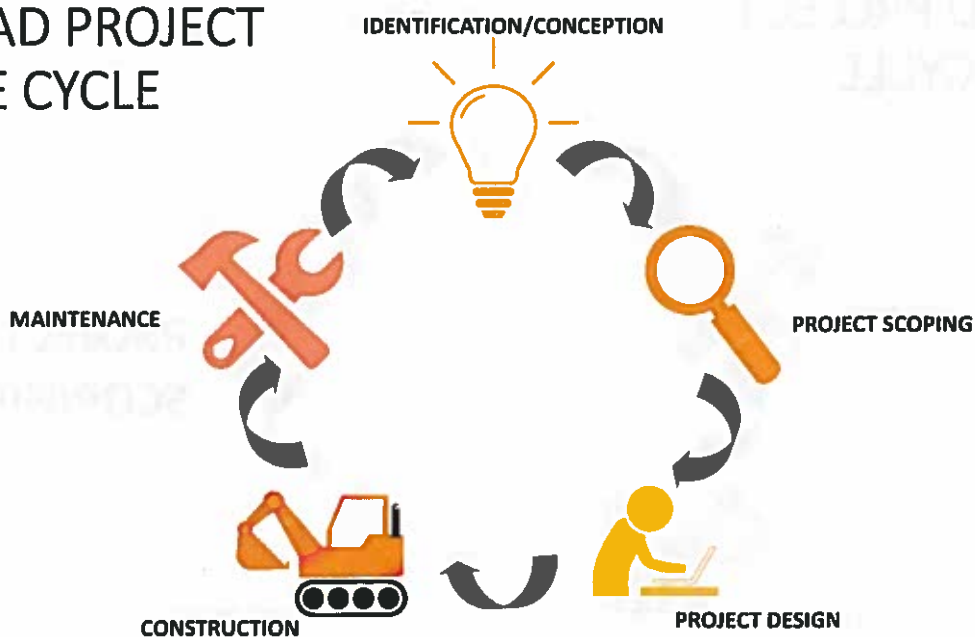 AD PROJECT
E CYCLE
IDENTIFICATION/CONCEPTION
MAINTENANCE
PROJECT SCOPING
CONSTRUCTION
PROJECT DESIGN